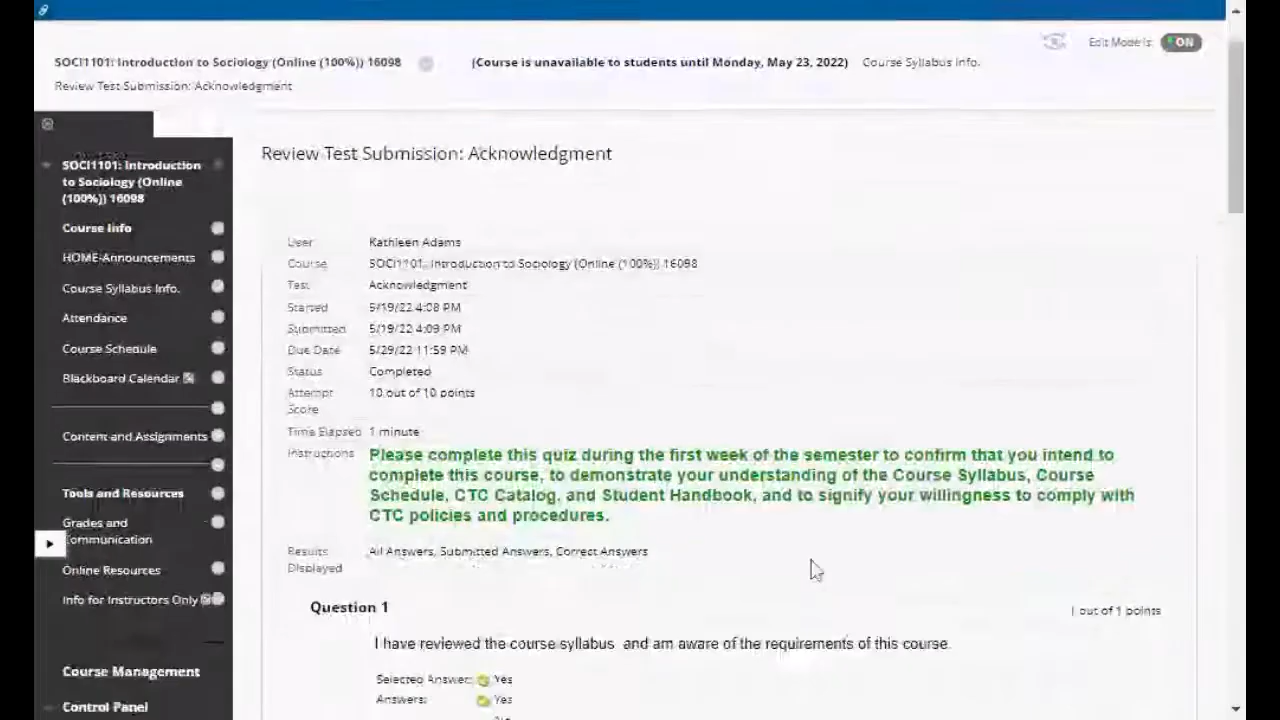 Edit Mode is: ON
SOCI1101: Introduction to Sociology (Online (100%)) 16098 (Course is unavailable to students until Monday, May 23, 2022) Course Syllabus Info.
Review Test Submission: Acknowledgment
SOCI1101: Introduction
to Sociology (Online
(100%)) 16098
Course Info
HOME-Announcements
Course Syllabus Info.
Attendance
Course Schedule
Blackboard Calendar
Content and Assignments
Tools and Resources
Grades and
Communication
Online Resources
Info for Instructors Only
Course Management
Control Panel
Review Test Submission: Acknowledgment
User Kathleen Adams
Course SOCI1101: Introduction to Sociology (Online (100%)) 16098
Test Acknowledgment
Started 5/19/22 4:08 PM
Submitted 5/19/22 4:09 PM
Due Date 5/29/22 11:59 PM
Status Completed
Attempt 10 out of 10 points
Score
Time Elapsed 1 minute
Instructions Please complete this quiz during the first week of the semester to confirm that you intend to
complete this course, to demonstrate your understanding of the Course Syllabus, Course
Schedule, CTC Catalog, and Student Handbook, and to signify your willingness to comply with
CTC policies and procedures.
Results All Answers, Submitted Answers, Correct Answers
Displayed
Question 1 1 out of 1 points
I have reviewed the course syllabus and am aware of the requirements of this course.
Selected Answer: Yes
Answers: Yes